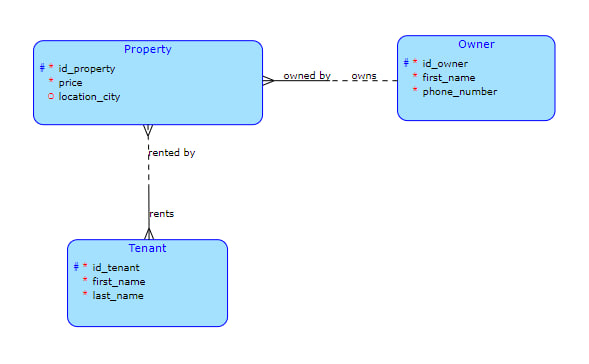 Property
# * id_property
* price
o location_city
owned by
owns
Owner
# * id_owner
* first_name
* phone_number
rented by
rents
Tenant
# * id_tenant
* first_name
* last_name